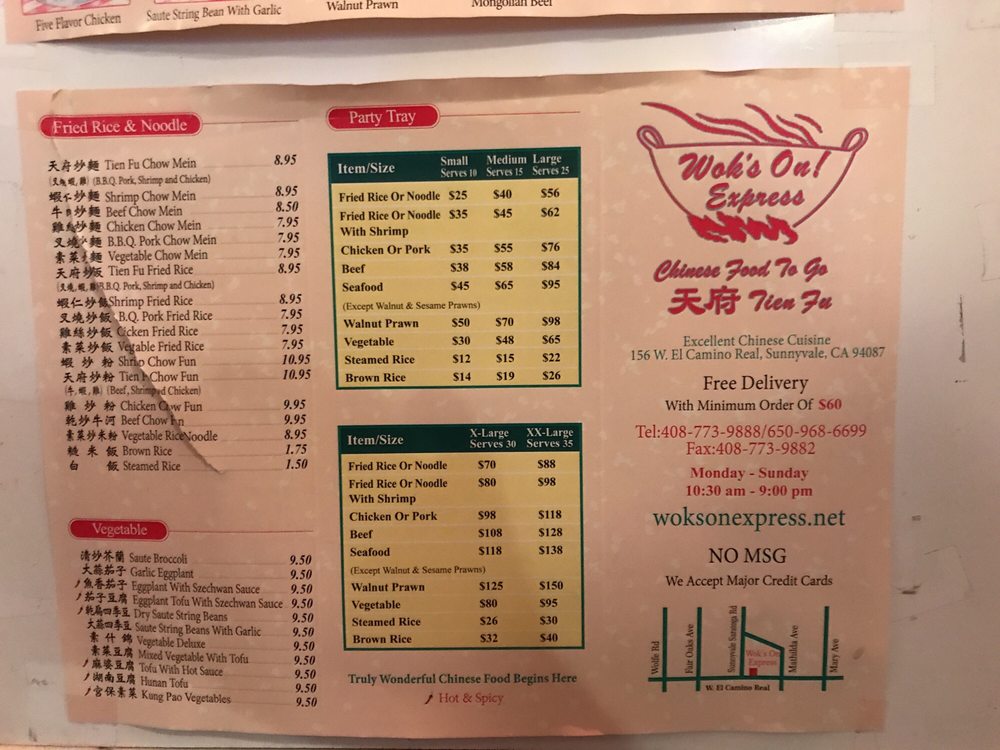 Five Flavor Chicken
Saute String Bean With Garlic
Walnut Prawn
Mongolian Beef
Fried Rice & Noodle
天府炒麵 Tien Fu Chow Mein 8.95
(叉燒, 蝦, 雞) (B.B.Q. Pork, Shrimp and Chicken)
蝦仁炒麵 Shrimp Chow Mein 8.95
牛肉炒麵 Beef Chow Mein 8.50
雞絲炒麵 Chicken Chow Mein 7.95
叉燒炒麵 B.B.Q. Pork Chow Mein 7.95
素菜炒麵 Vegetable Chow Mein 7.95
天府炒飯 Tien Fu Fried Rice 8.95
(叉燒, 蝦, 雞) B.B.Q. Pork, Shrimp and Chicken)
蝦仁炒飯 Shrimp Fried Rice 8.95
叉燒炒飯 B.Q. Pork Fried Rice 7.95
雞絲炒飯 Cicken Fried Rice 7.95
素菜炒飯 Fried Rice 7.95
蝦炒粉 Chow Fun 10.95
天府炒粉 Tien Chow Fun 10.95
(牛, 蝦, 雞) (Beef, Chicken)
雞炒粉 Chicken Fun 9.95
乾炒牛河 Beef Chow 9.95
素菜炒米粉 Vegetable Rice Noodle 8.95
糙米飯 Brown Rice 1.75
白飯 Steamed Rice 1.50
Vegetable
清炒芥蘭 Saute Broccoli 9.50
大蒜茄子 Garlic Eggplant 9.50
魚香茄子 Eggplant With Szechwan Sauce 9.50
茄子豆腐 Eggplant Tofu With Szechwan Sauce 9.50
乾扁四季豆 Dry Saute String Beans 9.50
大蒜四季豆 Saute String Beans With Garlic 9.50
素什錦 Vegetable Deluxe 9.50
素菜豆腐 Mixed Vegetable With Tofu 9.50
麻婆豆腐 Tofu With Hot Sauce 9.50
湖南豆腐 Hunan Tofu 9.50
宮保素菜 Kung Pao Vegetables 9.50
Party Tray
Item/Size Small Serves 10 Medium Serves 15 Large Serves 25
Fried Rice Or Noodle $25 $40 $56
Fried Rice Or Noodle $35 $45 $62
With Shrimp
Chicken Or Pork $35 $55 $76
Beef $38 $58 $84
Seafood $45 $65 $95
(Except Walnut & Sesame Prawns)
Walnut Prawn $50 $70 $98
Vegetable $30 $48 $65
Steamed Rice $12 $15 $22
Brown Rice $14 $19 $26
Item/Size X-Large Serves 30 XX-Large Serves 35
Fried Rice Or Noodle $70 $88
Fried Rice Or Noodle $80 $98
With Shrimp
Chicken Or Pork $98 $118
Beef $108 $128
Seafood $118 $138
(Except Walnut & Sesame Prawns)
Walnut Prawn $125 $150
Vegetable $80 $95
Steamed Rice $26 $30
Brown Rice $32 $40
Truly Wonderful Chinese Food Begins Here
Hot & Spicy
Wok's On!
Express
Chinese Food To Go
天府 Tien Fu
Excellent Chinese Cuisine
156 W. El Camino Real, Sunnyvale, CA 94087
Free Delivery
With Minimum Order Of $60
Tel:408-773-9888/650-968-6699
Fax:408-773-9882
Monday - Sunday
10:30 am - 9:00 pm
woksonexpress.net
NO MSG
We Accept Major Credit Cards
Wolfe Rd
Fair Oaks Ave
Sunnyvale Saratoga Rd
Wok's On
Express
Mathilda Ave
Mary Ave
W. El Camino Real